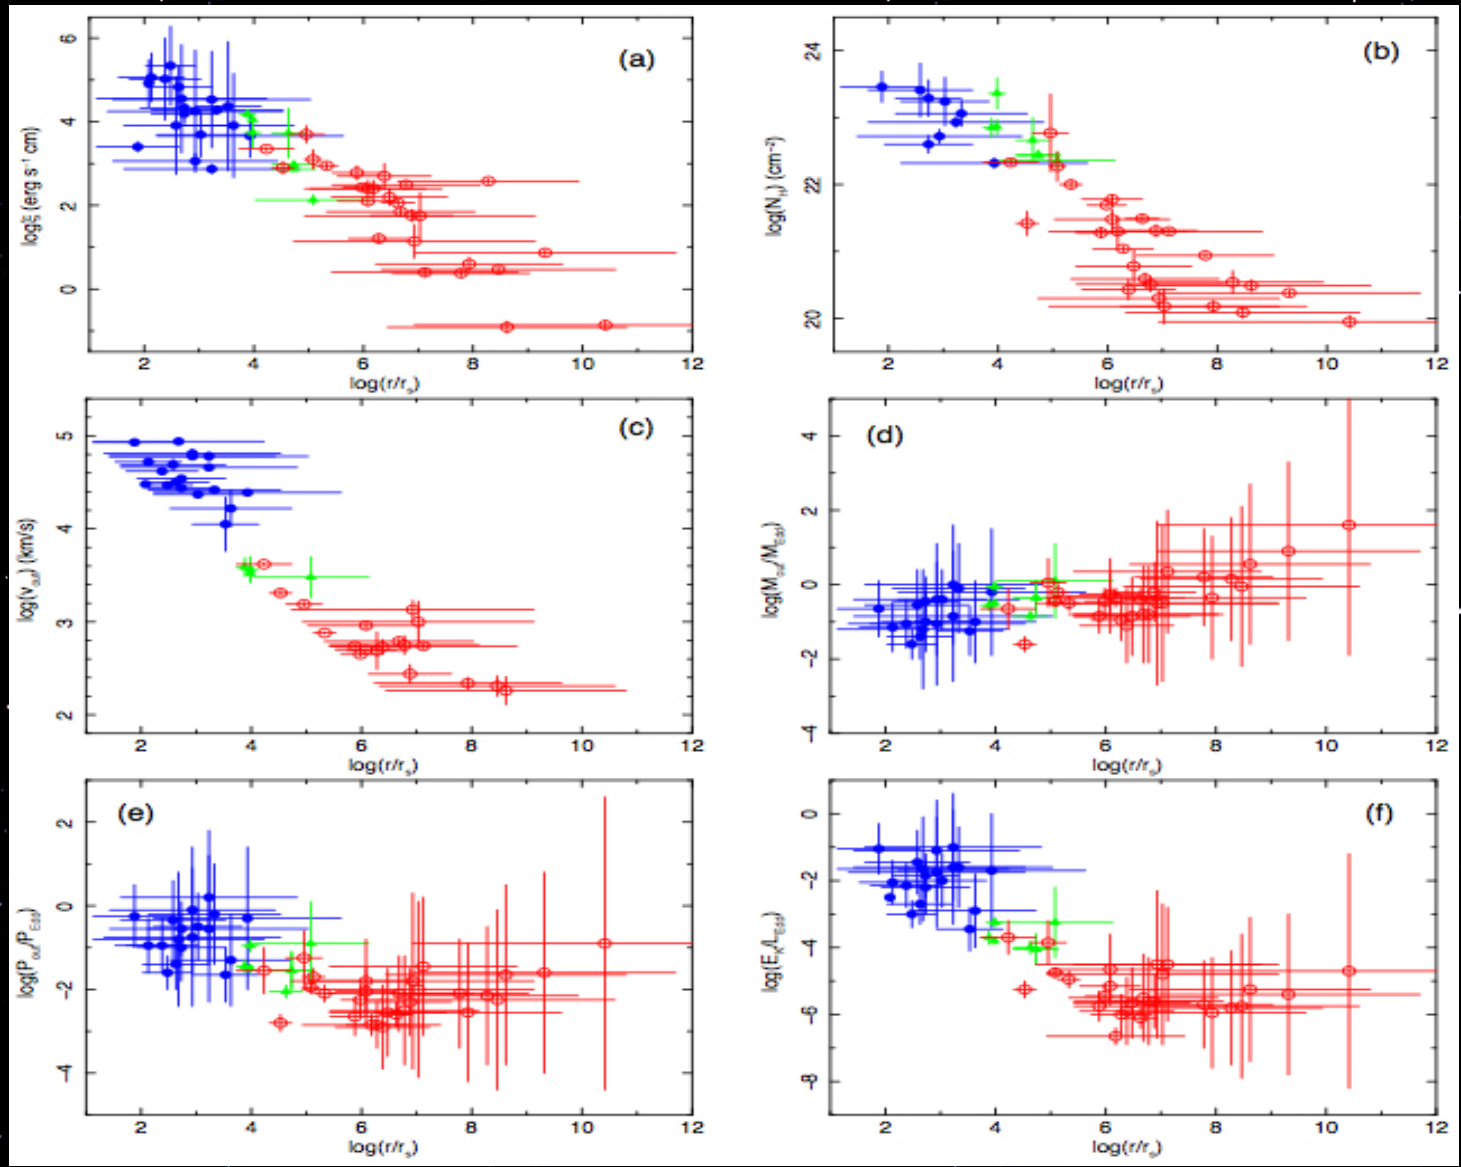 (a)
logξ (erg s⁻¹ cm)
6
4
2
0
2 4 6 8 10 12
log(r/rₛ)
(b)
log(N_H) (cm⁻²)
24
22
20
2 4 6 8 10 12
log(r/rₛ)
(c)
log(v_out) (km/s)
5
4
3
2
2 4 6 8 10 12
log(r/rₛ)
(d)
log(M_out/M_Edd)
4
2
0
-2
-4
2 4 6 8 10 12
log(r/rₛ)
(e)
log(P_out/P_Edd)
2
0
-2
-4
2 4 6 8 10 12
log(r/rₛ)
(f)
log(E_K/L_Edd)
0
-2
-4
-6
-8
2 4 6 8 10 12
log(r/rₛ)